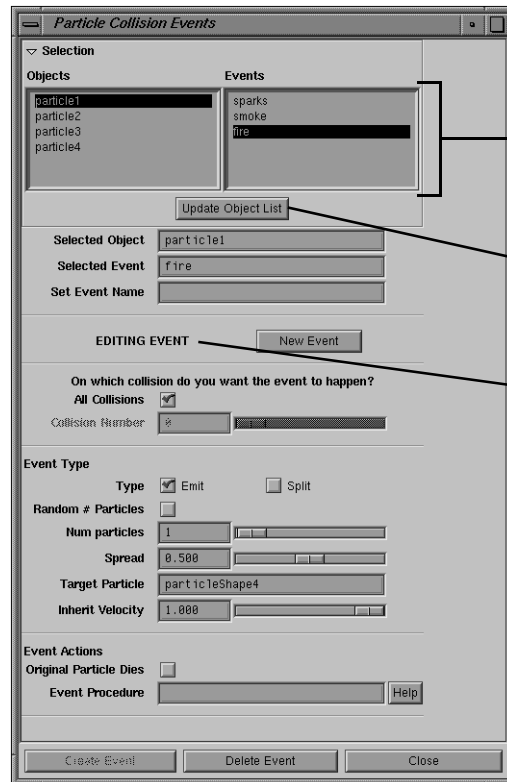 Particle Collision Events
Selection
Objects Events
particle1 sparks
particle2 smoke
particle3 fire
particle4
Update Object List
Selected Object particle1
Selected Event fire
Set Event Name
EDITING EVENT New Event
On which collision do you want the event to happen?
All Collisions
Collision Number 0
Event Type
Type Emit Split
Random # Particles
Num particles 1
Spread 0.500
Target Particle particleShape4
Inherit Velocity 1.000
Event Actions
Original Particle Dies
Event Procedure Help
Create Event Delete Event Close